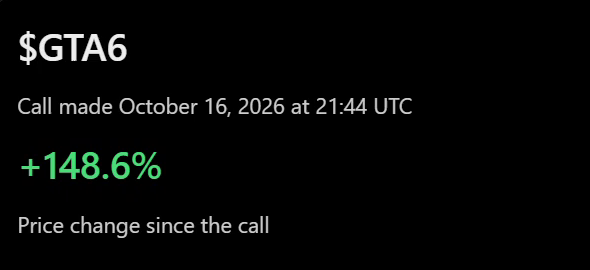 $GTA6
Call made October 16, 2026 at 21:44 UTC
+148.6%
Price change since the call